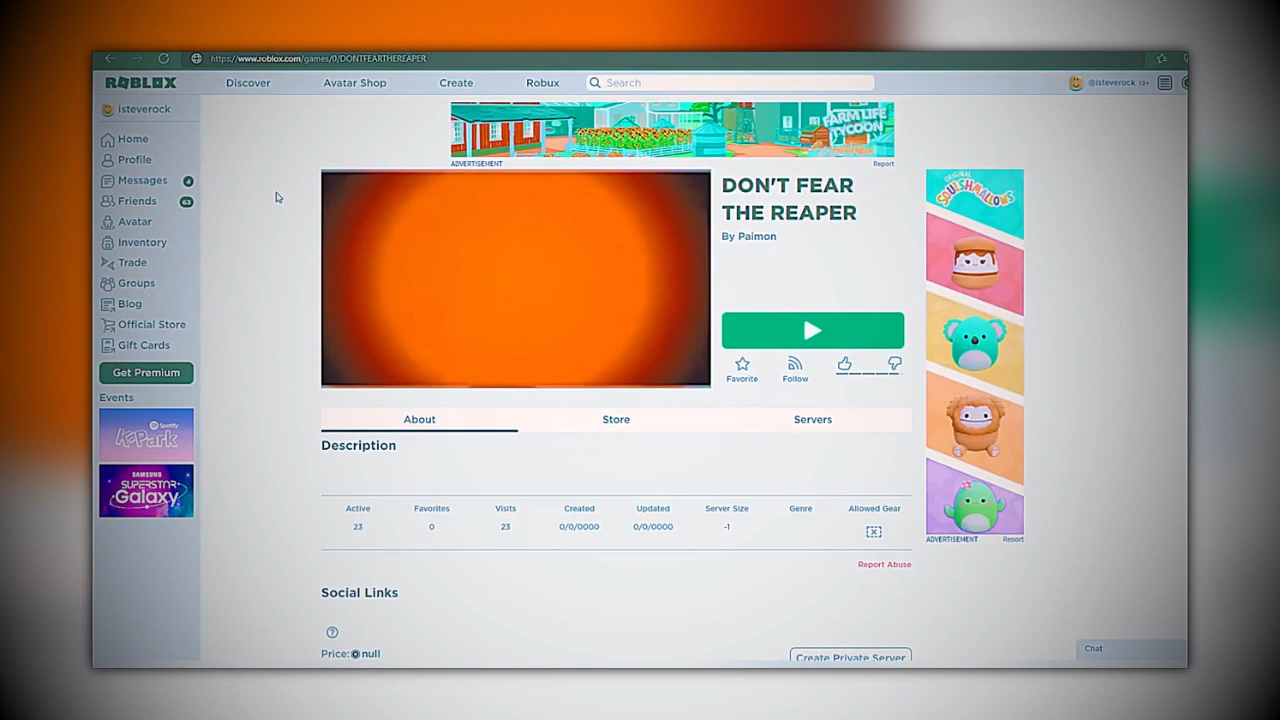 https://www.roblox.com/games/0/DONTFEARTHEREAPER
ROBLOX
Discover
Avatar Shop
Create
Robux
Search
@isteverock 13+
isteverock
Home
Profile
Messages 4
Friends 63
Avatar
Inventory
Trade
Groups
Blog
Official Store
Gift Cards
Get Premium
Events
Spotify
KPark
SAMSUNG
SUPERSTAR
Galaxy
FARM LIFE
TYCOON
ADVERTISEMENT
Report
DON'T FEAR
THE REAPER
By Paimon
Favorite
Follow
About
Store
Servers
Description
Active
Favorites
Visits
Created
Updated
Server Size
Genre
Allowed Gear
23
0
23
0/0/0000
0/0/0000
-1
Report Abuse
Social Links
Price: null
Create Private Server
ORIGINAL
SQUISHMALLOWS
ADVERTISEMENT
Report
Chat